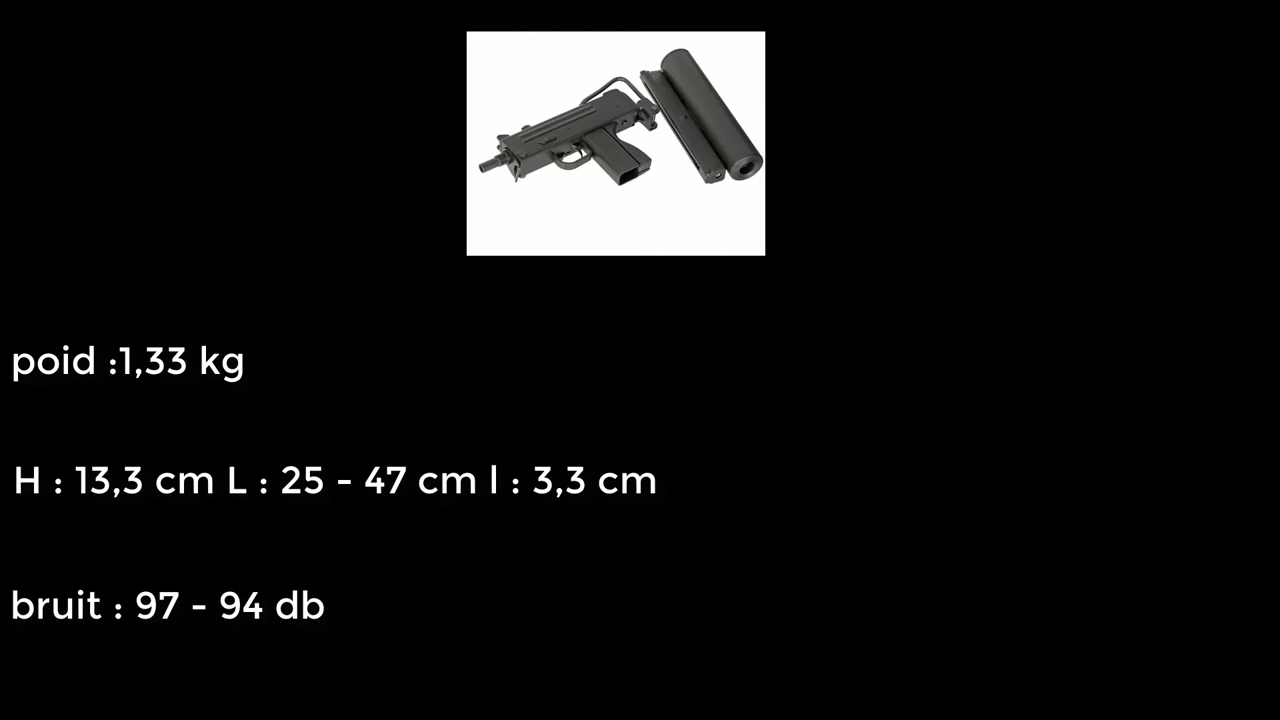 poid :1,33 kg
H : 13,3 cm L : 25 - 47 cm l : 3,3 cm
bruit : 97 - 94 db